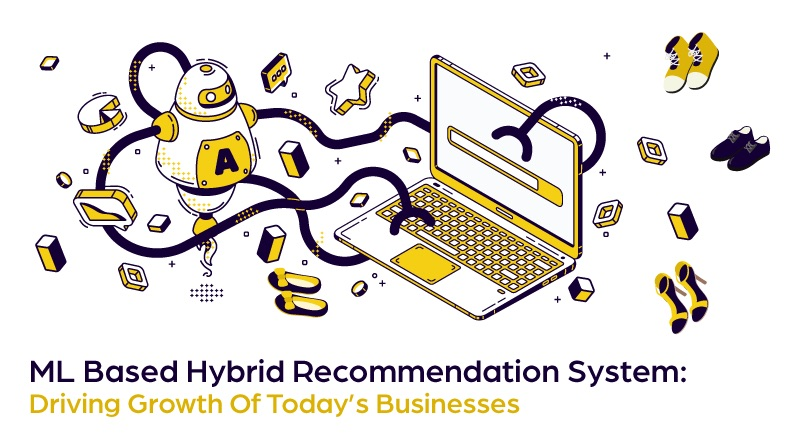 A
ML Based Hybrid Recommendation System:
Driving Growth Of Today's Businesses